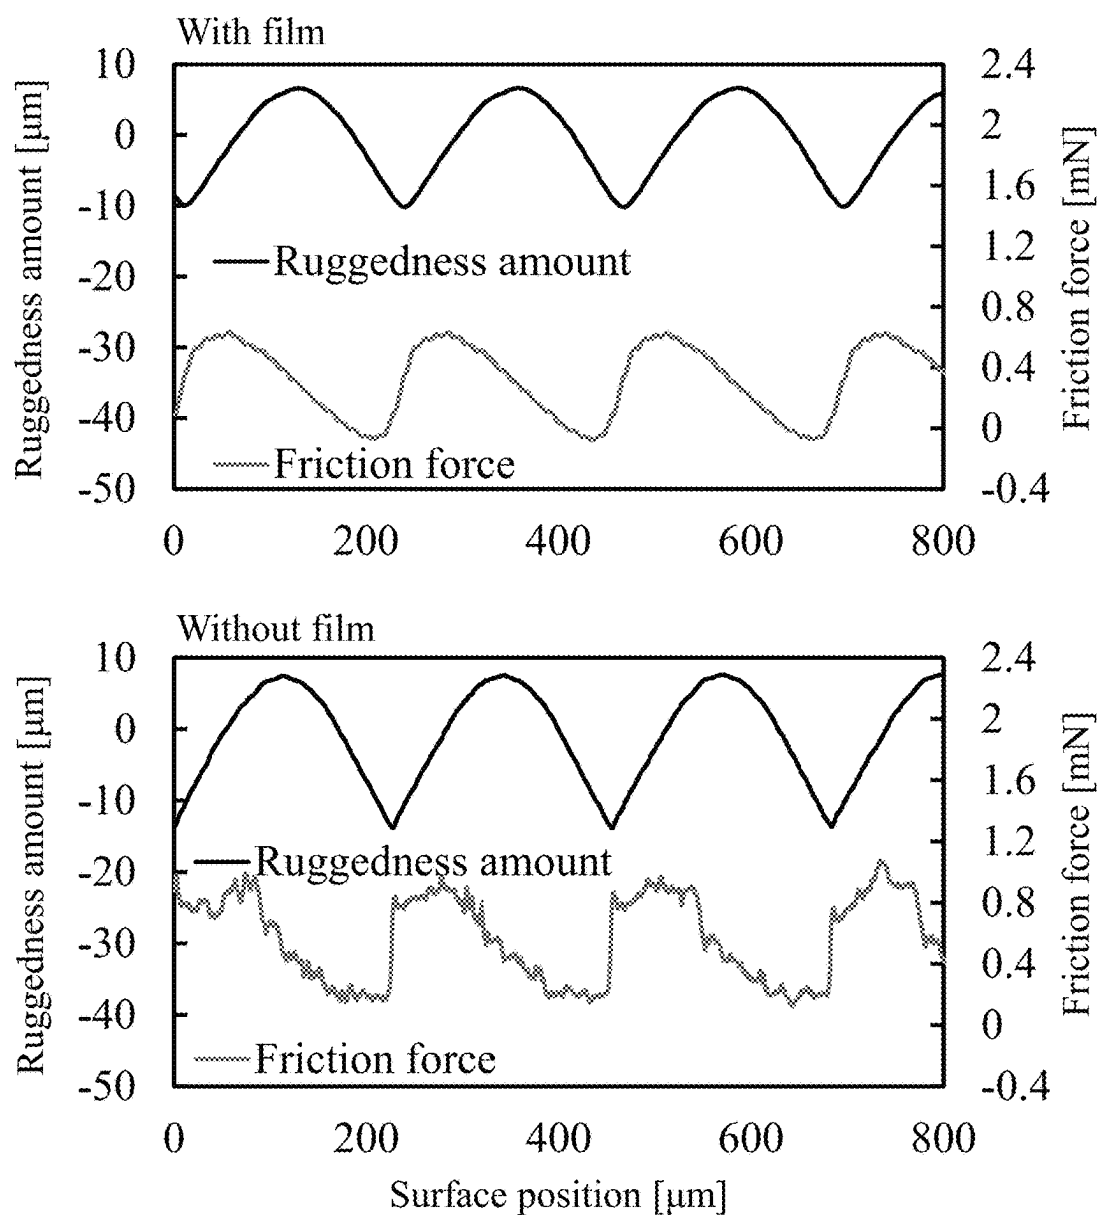 With film
Ruggedness amount [μm]
10
0
-10
-20
-30
-40
-50
Ruggedness amount
Friction force
2.4
2
1.6
1.2
0.8
0.4
0
-0.4
Friction force [mN]
0 200 400 600 800
Without film
Ruggedness amount [μm]
10
0
-10
-20
-30
-40
-50
Ruggedness amount
Friction force
2.4
2
1.6
1.2
0.8
0.4
0
-0.4
Friction force [mN]
0 200 400 600 800
Surface position [μm]